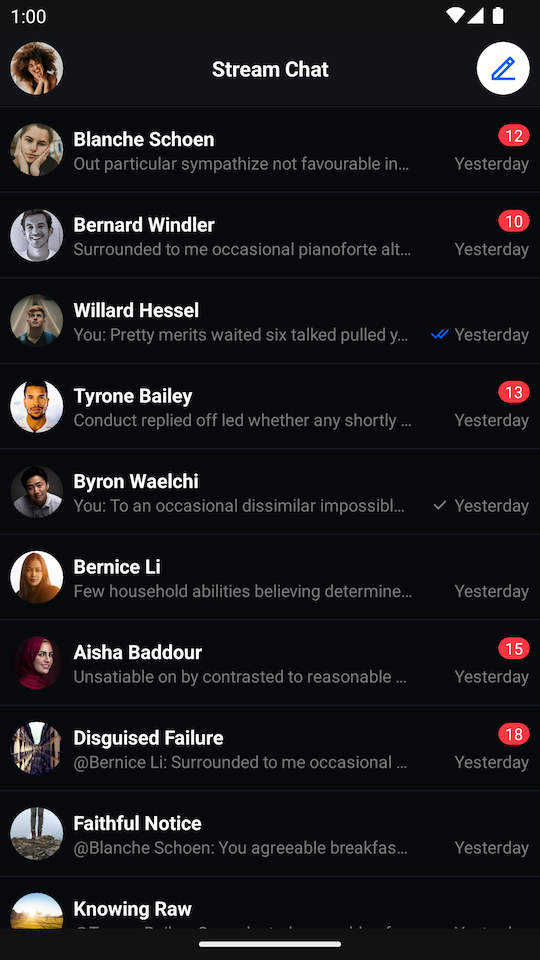 1:00
Stream Chat
Blanche Schoen
12
Out particular sympathize not favourable in…
Yesterday
Bernard Windler
10
Surrounded to me occasional pianoforte alt…
Yesterday
Willard Hessel
You: Pretty merits waited six talked pulled y…
Yesterday
Tyrone Bailey
13
Conduct replied off led whether any shortly …
Yesterday
Byron Waelchi
You: To an occasional dissimilar impossibl…
Yesterday
Bernice Li
Few household abilities believing determine…
Yesterday
Aisha Baddour
15
Unsatiable on by contrasted to reasonable …
Yesterday
Disguised Failure
18
@Bernice Li: Surrounded to me occasional …
Yesterday
Faithful Notice
@Blanche Schoen: You agreeable breakfas…
Yesterday
Knowing Raw